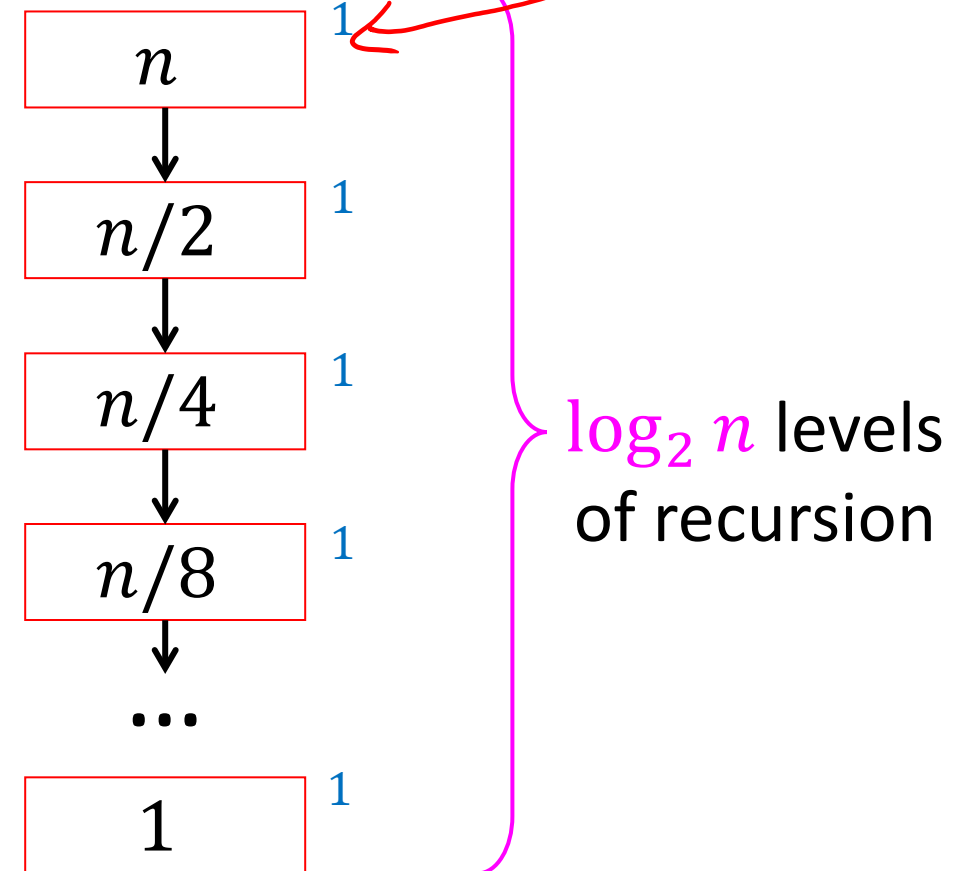 n
1
n/2
1
n/4
1
log₂ n levels
of recursion
n/8
1
...
1
1